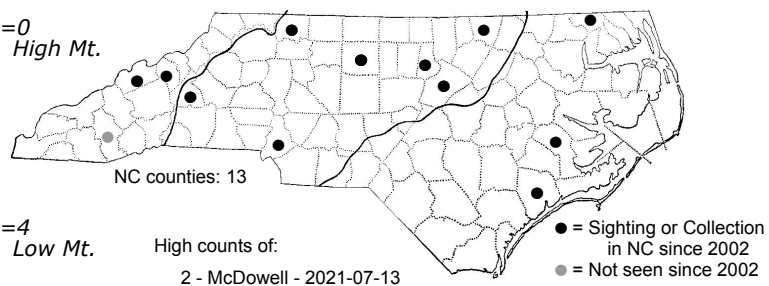 =0
High Mt.
NC counties: 13
=4
Low Mt.
High counts of:
2 - McDowell - 2021-07-13
= Sighting or Collection
in NC since 2002
= Not seen since 2002